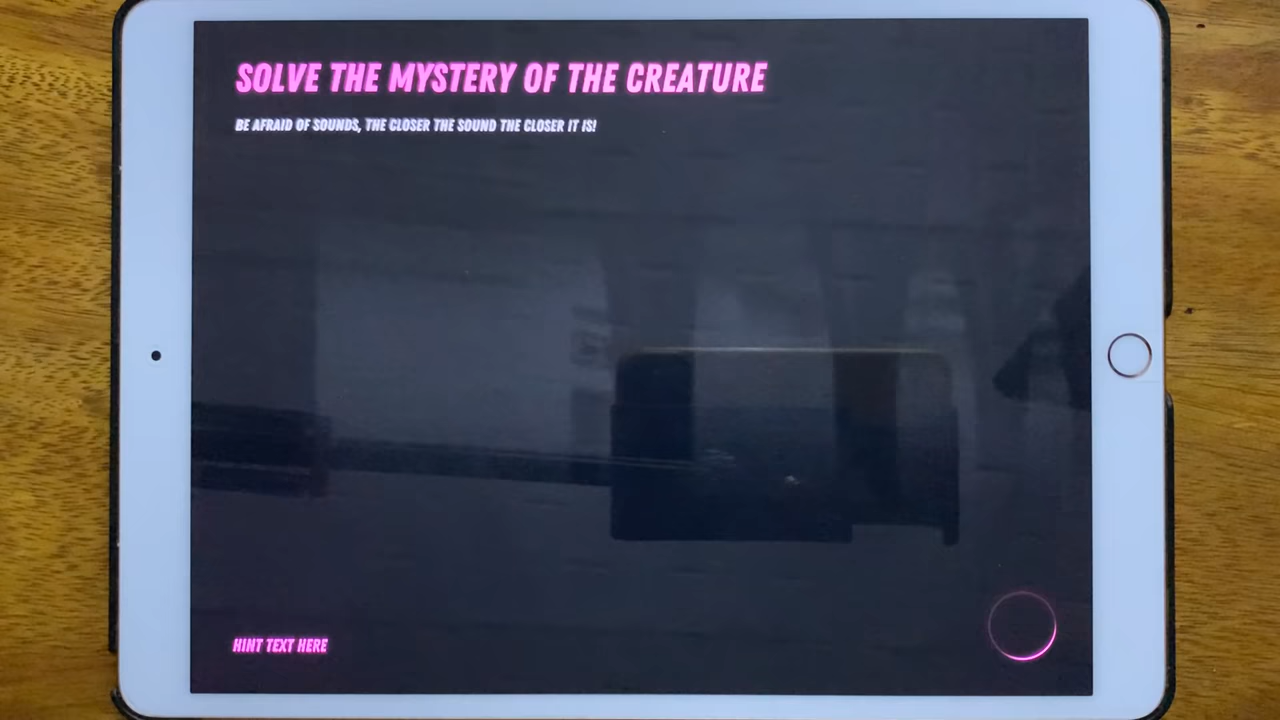 SOLVE THE MYSTERY OF THE CREATURE
BE AFRAID OF SOUNDS, THE CLOSER THE SOUND THE CLOSER IT IS!
HINT TEXT HERE